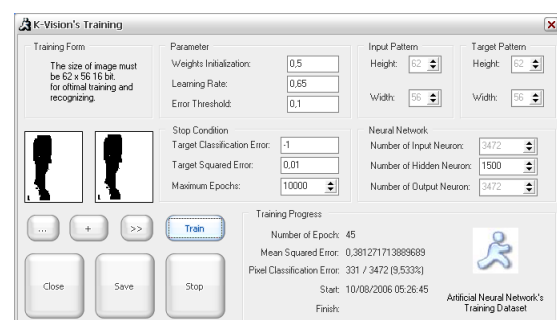 K-Vision's Training
Training Form
The size of image must
be 62 x 56 16 bit.
for oftimal training and
recognizing.
Parameter
Weights Initialization: 0,5
Learning Rate: 0,65
Error Threshold: 0,1
Input Pattern
Height: 62
Width: 56
Target Pattern
Height: 62
Width: 56
Stop Condition
Target Classification Error: -1
Target Squared Error: 0,01
Maximum Epochs: 10000
Neural Network
Number of Input Neuron: 3472
Number of Hidden Neuron: 1500
Number of Output Neuron: 3472
... + >> Train
Close Save Stop
Training Progress
Number of Epoch: 45
Mean Squared Error: 0,381271713889689
Pixel Classification Error: 331 / 3472 (9,533%)
Start: 10/08/2006 05:26:45
Finish:
Artificial Neural Network's
Training Dataset